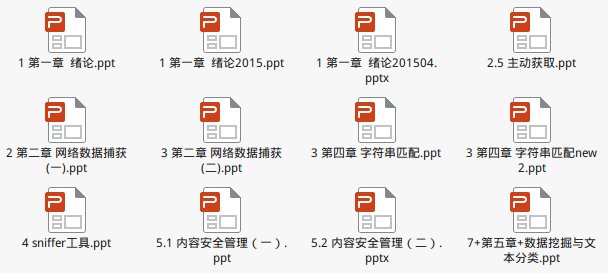 1 第一章 绪论.ppt
1 第一章 绪论2015.ppt
1 第一章 绪论201504.
pptx
2.5 主动获取.ppt
2 第二章 网络数据捕获
(一).ppt
3 第二章 网络数据捕获
(二).ppt
3 第四章 字符串匹配.ppt
3 第四章 字符串匹配new
2.ppt
4 sniffer工具.ppt
5.1 内容安全管理（一）.
ppt
5.2 内容安全管理（二）.
pptx
7+第五章+数据挖掘与文
本分类.ppt